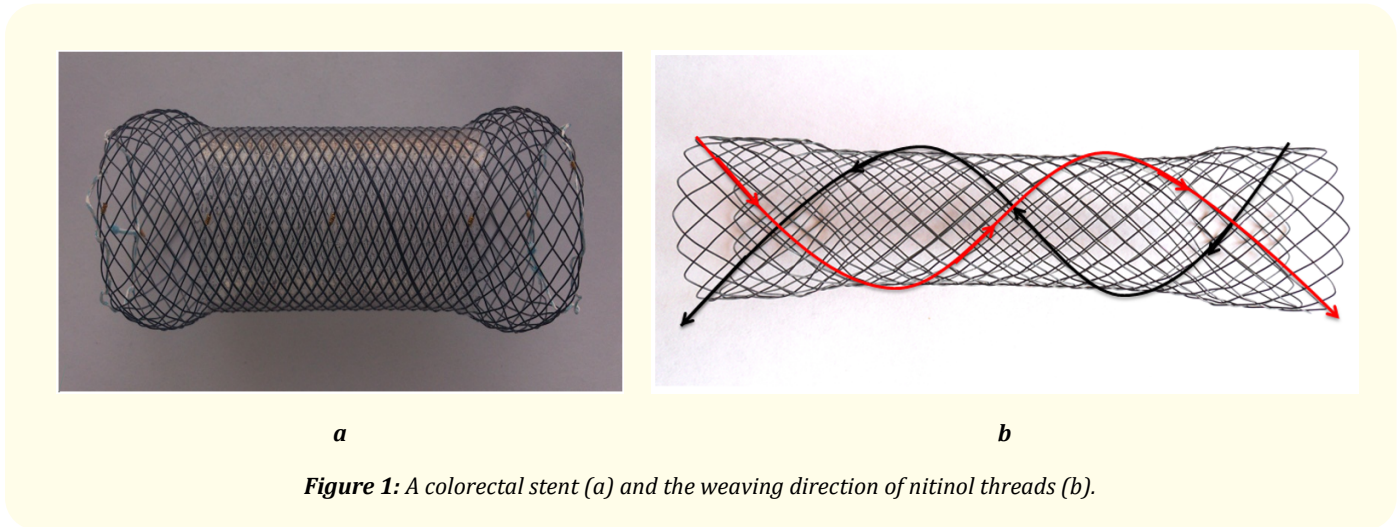 a
b
Figure 1: A colorectal stent (a) and the weaving direction of nitinol threads (b).